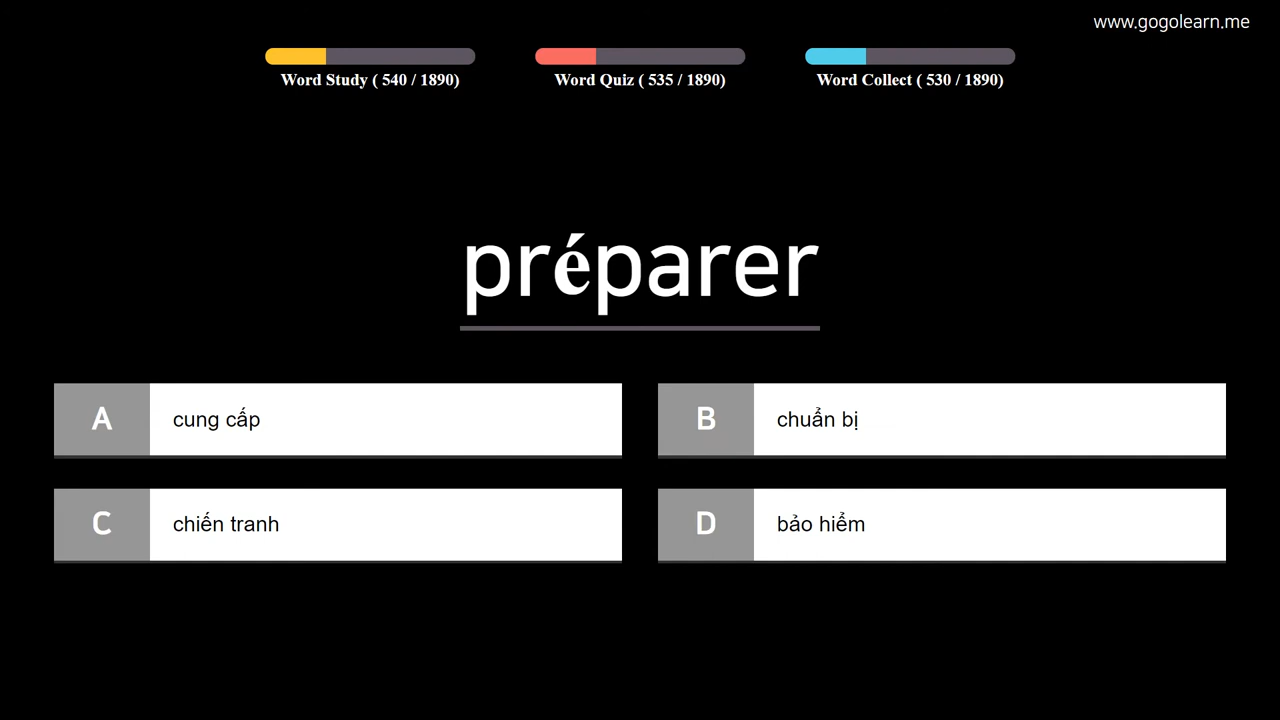 www.gogolearn.me
Word Study ( 540 / 1890)
Word Quiz ( 535 / 1890)
Word Collect ( 530 / 1890)
préparer
A cung cấp
B chuẩn bị
C chiến tranh
D bảo hiểm